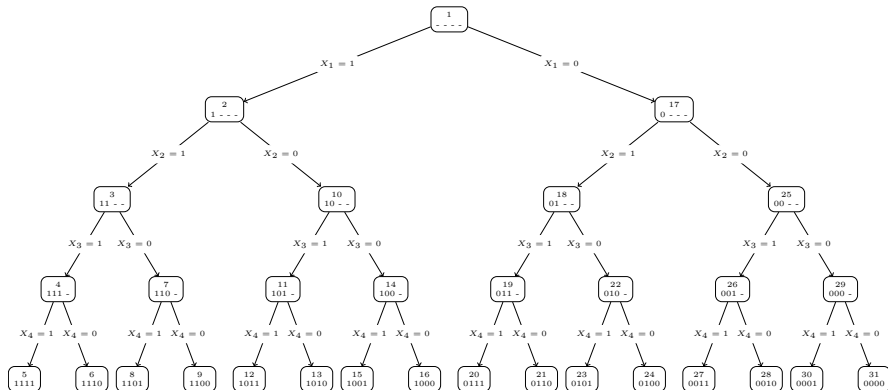 1
- - - -
X₁ = 1 X₁ = 0
2 17
1 - - - 0 - - -
X₂ = 1 X₂ = 0 X₂ = 1 X₂ = 0
3 10 18 25
11 - - 10 - - 01 - - 00 - -
X₃ = 1 X₃ = 0 X₃ = 1 X₃ = 0 X₃ = 1 X₃ = 0 X₃ = 1 X₃ = 0
4 7 11 14 19 22 26 29
111 - 110 - 101 - 100 - 011 - 010 - 001 - 000 -
X₄ = 1 X₄ = 0 X₄ = 1 X₄ = 0 X₄ = 1 X₄ = 0 X₄ = 1 X₄ = 0 X₄ = 1 X₄ = 0 X₄ = 1 X₄ = 0 X₄ = 1 X₄ = 0 X₄ = 1 X₄ = 0
5 6 8 9 12 13 15 16 20 21 23 24 27 28 30 31
1111 1110 1101 1100 1011 1010 1001 1000 0111 0110 0101 0100 0011 0010 0001 0000